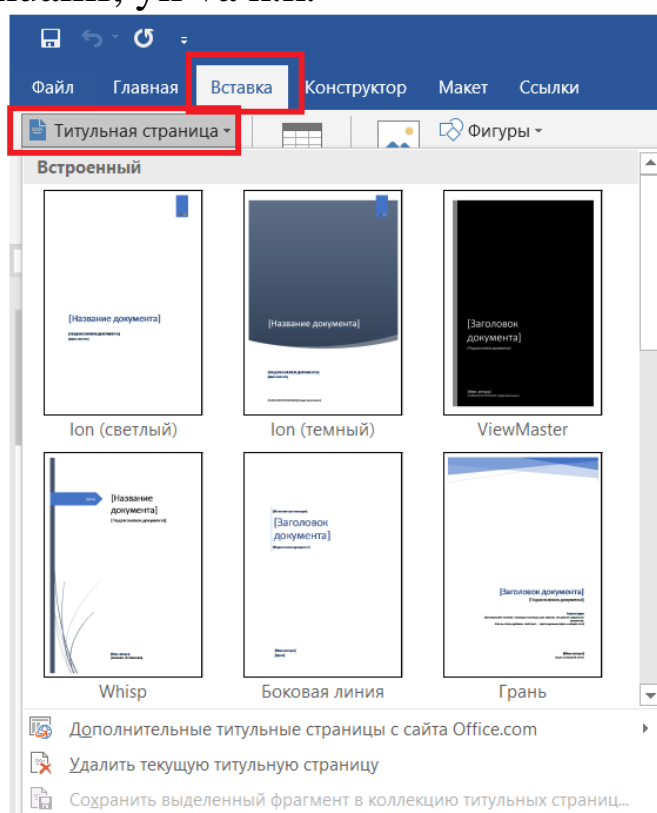 Файл Главная Вставка Конструктор Макет Ссылки
Титульная страница Фигуры
Встроенный
[Название документа]
[Название документа]
[Заголовок
документа]
Ion (светлый) Ion (темный) ViewMaster
[Название
документа]
[Заголовок
документа]
[Заголовок документа]
Whisp Боковая линия Грань
Дополнительные титульные страницы с сайта Office.com
Удалить текущую титульную страницу
Сохранить выделенный фрагмент в коллекцию титульных страниц...